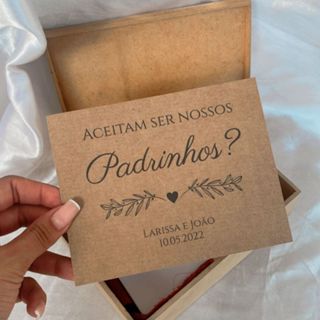 ACEITAM SER NOSSOS
Padrinhos?
LARISSA E JOÃO
10.05.2022